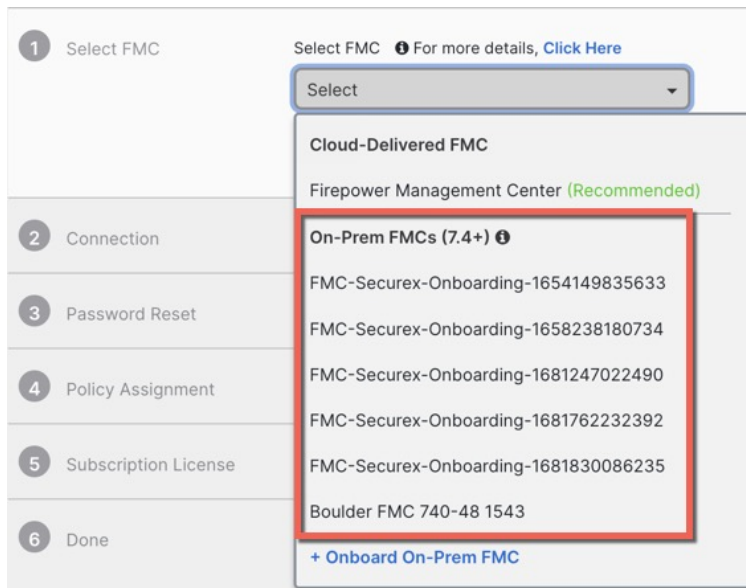 1 Select FMC
Select FMC For more details, Click Here
Select
Cloud-Delivered FMC
Firepower Management Center (Recommended)
On-Prem FMCs (7.4+)
FMC-Securex-Onboarding-1654149835633
FMC-Securex-Onboarding-1658238180734
FMC-Securex-Onboarding-1681247022490
FMC-Securex-Onboarding-1681762232392
FMC-Securex-Onboarding-1681830086235
Boulder FMC 740-48 1543
+ Onboard On-Prem FMC
2 Connection
3 Password Reset
4 Policy Assignment
5 Subscription License
6 Done